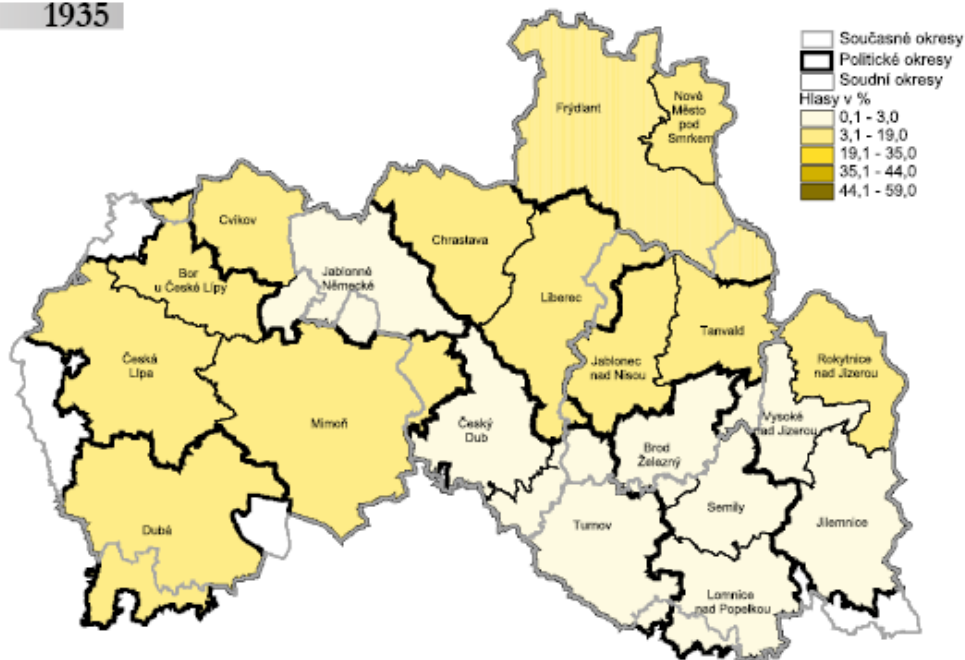 1935
Současné okresy
Politické okresy
Soudní okresy
Hlasy v %
0,1 - 3,0
3,1 - 19,0
19,1 - 35,0
35,1 - 44,0
44,1 - 59,0
Frýdlant
Nové
Město
pod
Smrkem
Cvikov
Chrastava
Bor
u České Lípy
Jablonné
Německé
Liberec
Tanvald
Česká
Lípa
Jablonec
nad Nisou
Rokytnice
nad Jizerou
Mimoň
Český
Dub
Vysoké
nad Jizerou
Brod
Železný
Semily
Dubá
Turnov
Jilemnice
Lomnice
nad Popelkou